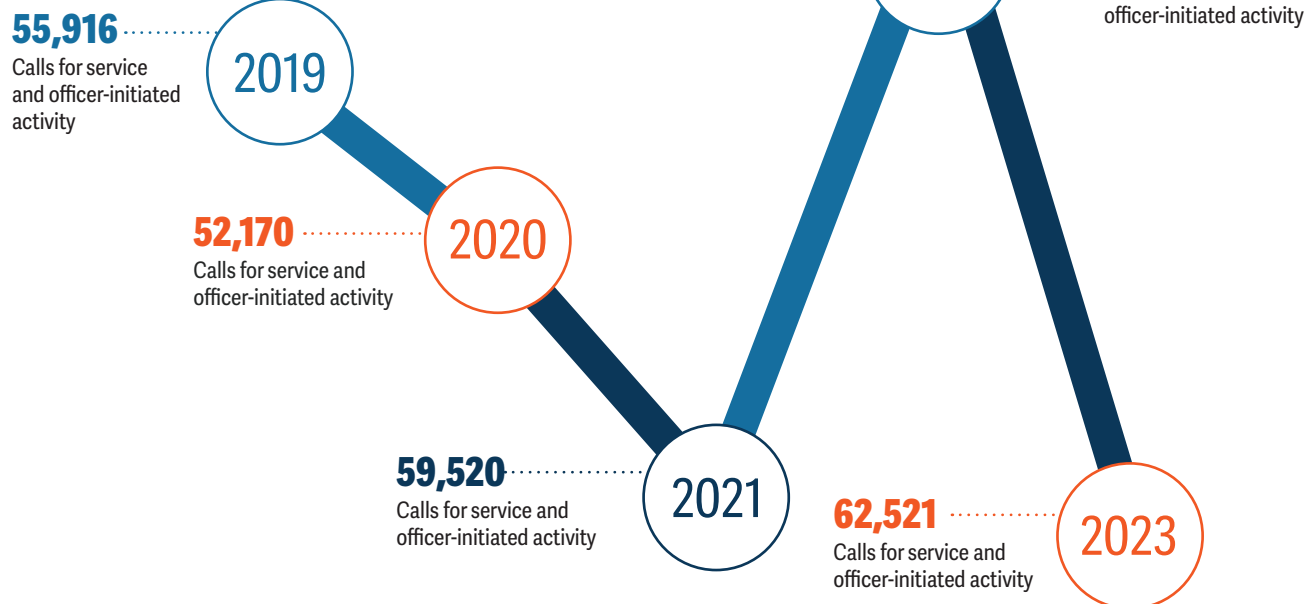 55,916
Calls for service
and officer-initiated
activity
2019
officer-initiated activity
52,170
Calls for service and
officer-initiated activity
2020
59,520
Calls for service and
officer-initiated activity
2021
62,521
Calls for service and
officer-initiated activity
2023